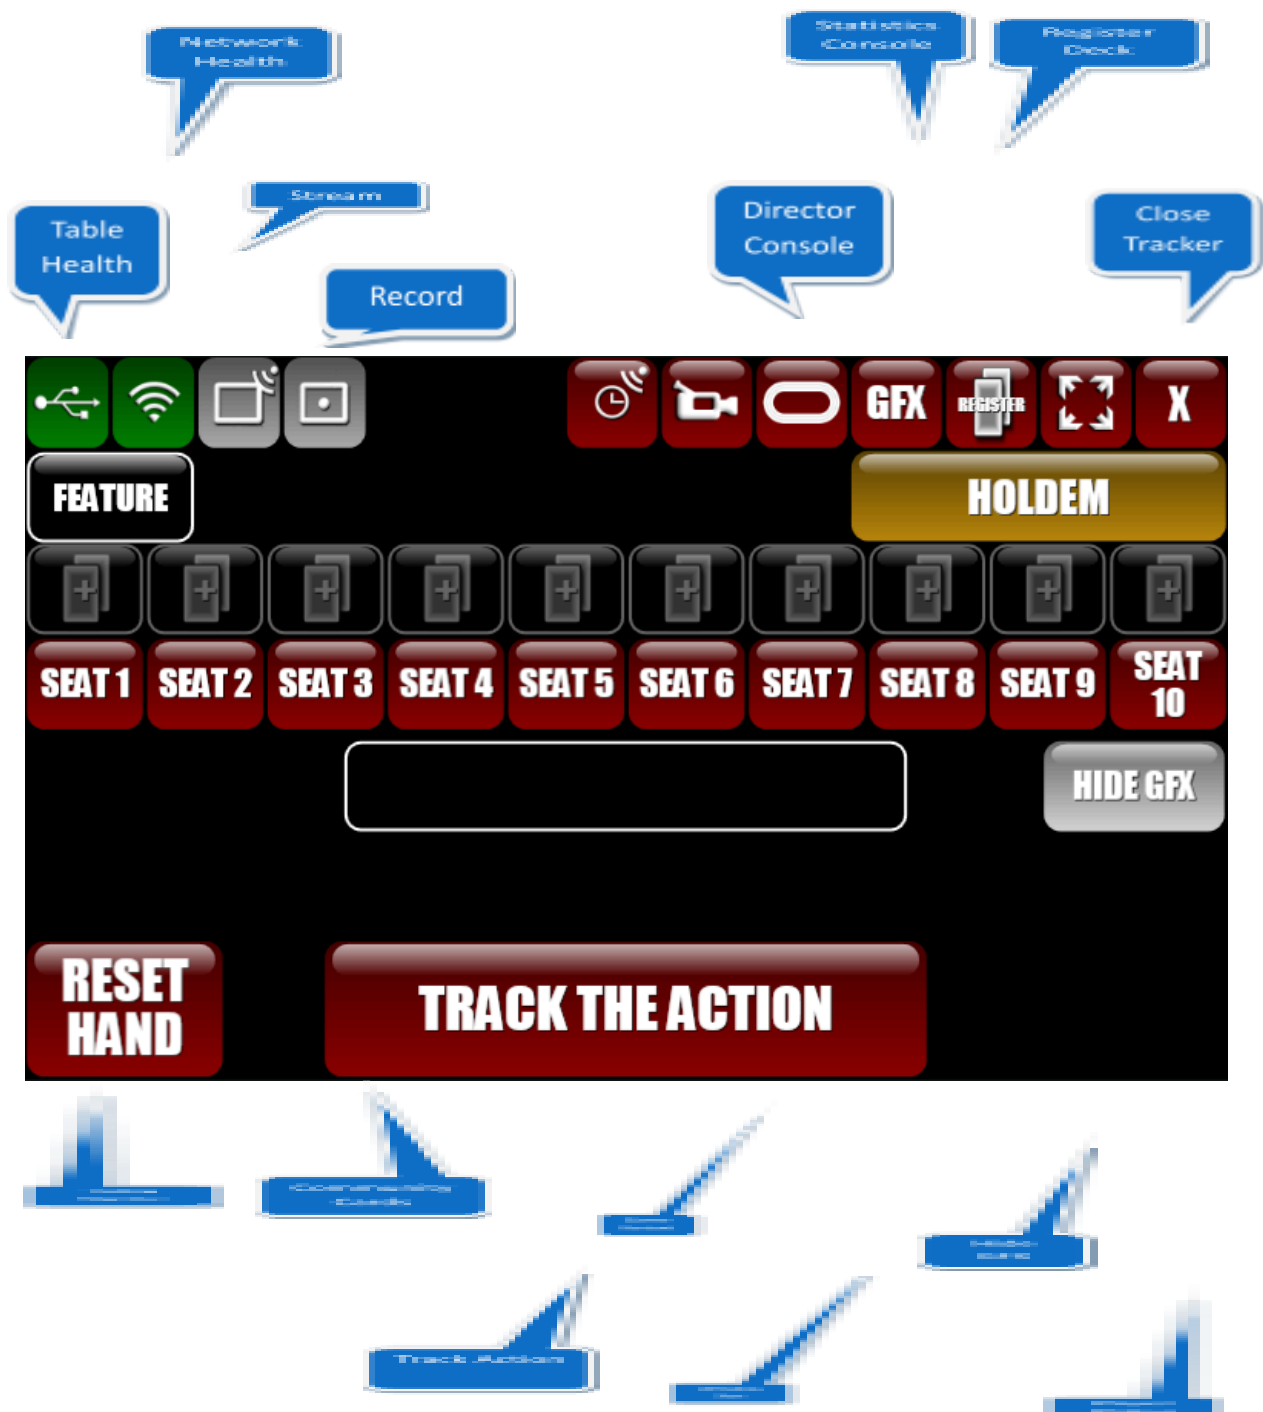 Network
Health
Statistics
Console
Register
Deck
Stream
Table
Health
Director
Console
Close
Tracker
Record
GFX
REGISTER
X
FEATURE
HOLDEM
SEAT 1
SEAT 2
SEAT 3
SEAT 4
SEAT 5
SEAT 6
SEAT 7
SEAT 8
SEAT 9
SEAT
10
HIDE GFX
RESET
HAND
TRACK THE ACTION
Community
Cards
Track Action